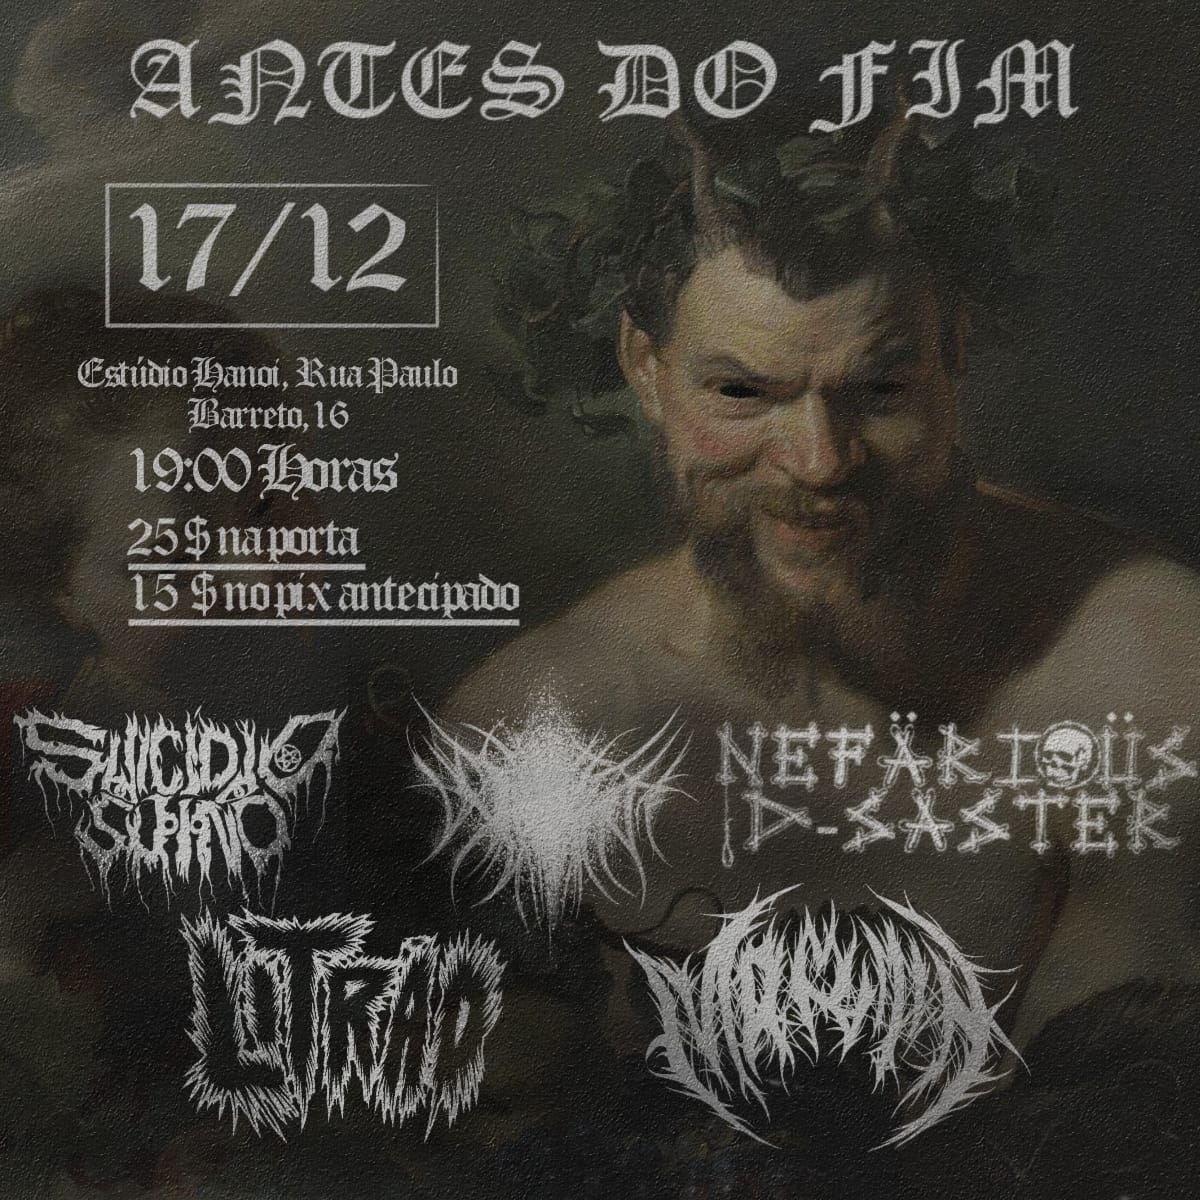 ANTES DO FIM
17/12
Estúdio Hanoi, Rua Paulo
Barreto, 16
19:00 Horas
25 $ na porta
15 $ no pix antecipado
SUICIDIO
SUINO
NEFÄRIOÜS
D-SASTER
LOTRAD